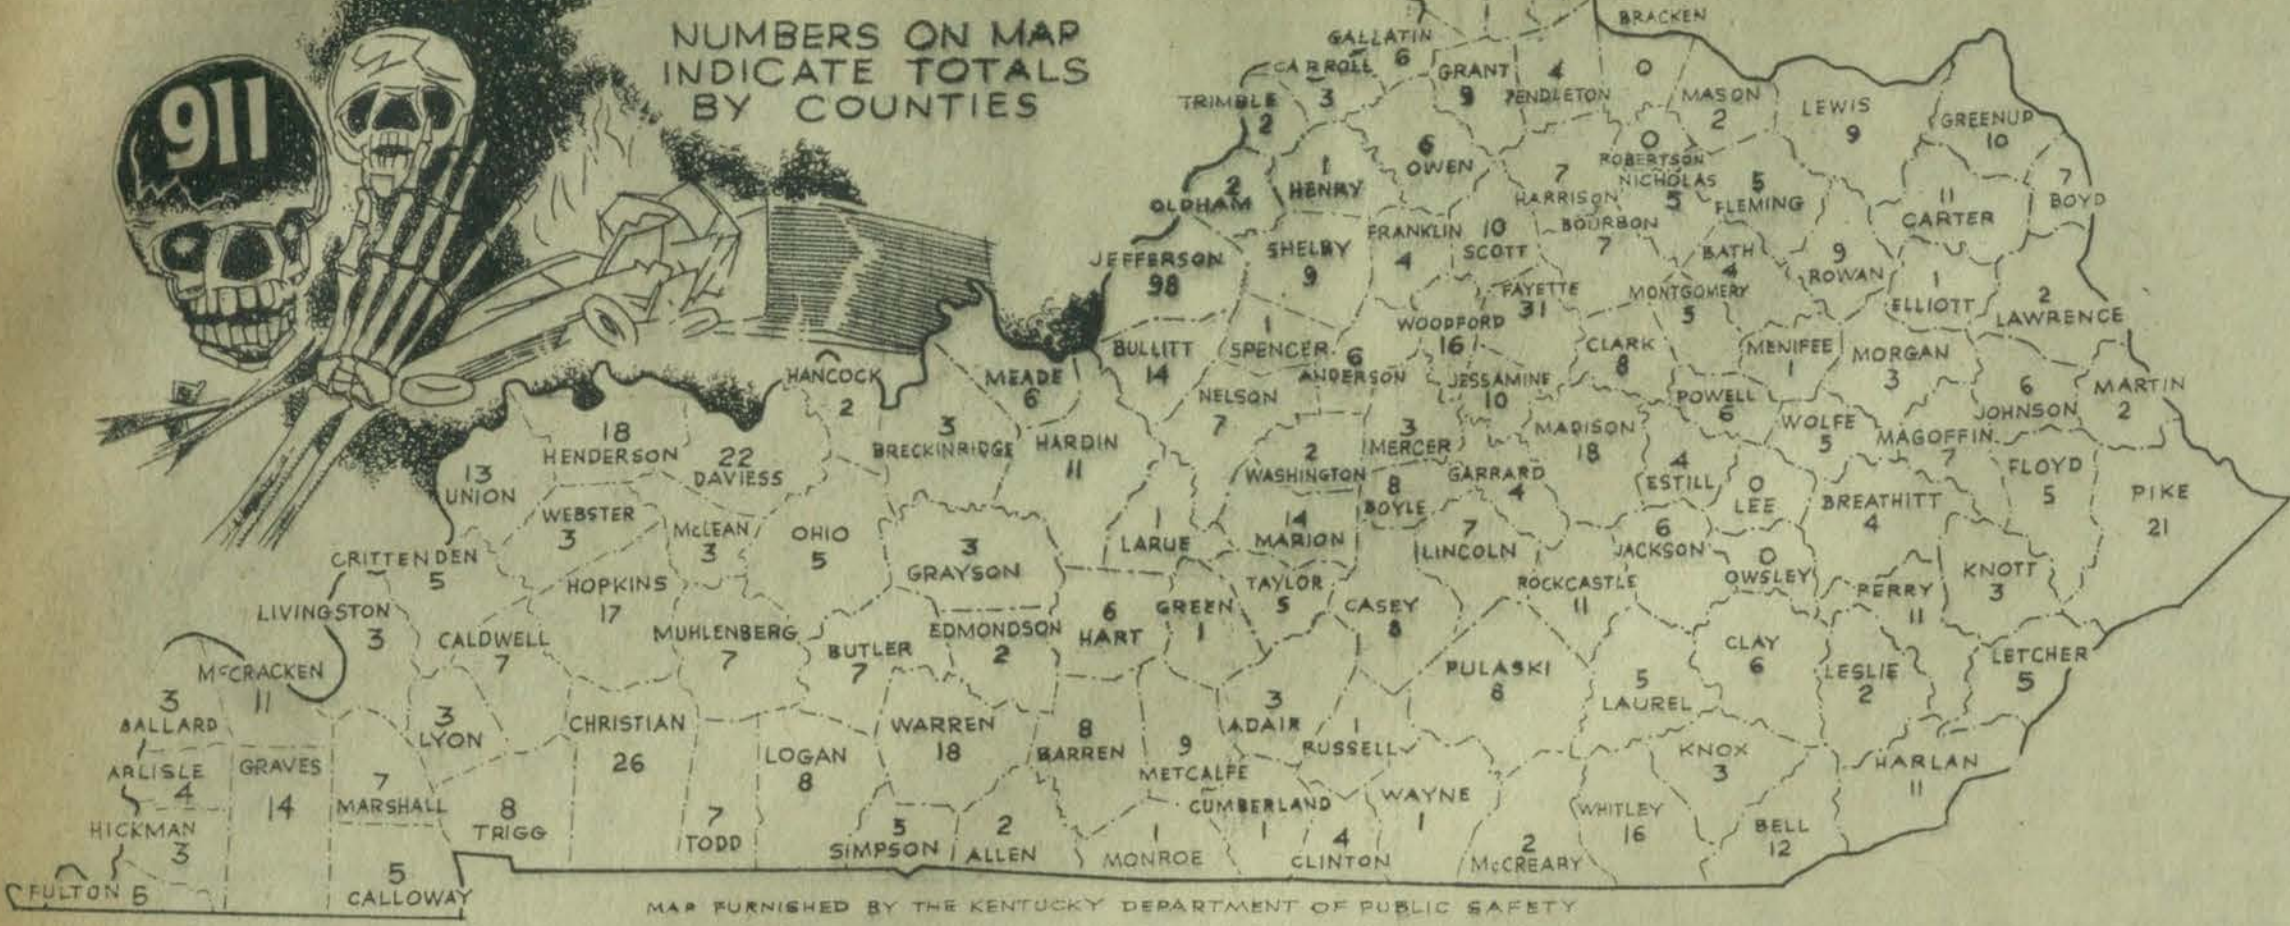 911
NUMBERS ON MAP
INDICATE TOTALS
BY COUNTIES
BRACKEN
0
GALLATIN
6
CARROLL
3
GRANT
9
4
PENDLETON
TRIMBLE
2
MASON
2
LEWIS
9
GREENUP
10
0
ROBERTSON
6
OWEN
1
HENRY
2
OLDHAM
7
HARRISON
NICHOLAS
5
5
FLEMING
11
CARTER
7
BOYD
JEFFERSON
98
SHELBY
9
FRANKLIN
4
10
SCOTT
BOURBON
7
BATH
4
9
ROWAN
1
ELLIOTT
2
LAWRENCE
FAYETTE
31
MONTGOMERY
5
WOODFORD
16
1
SPENCER
BULLITT
14
6
ANDERSON
CLARK
8
MENIFEE
1
MORGAN
3
HANCOCK
2
MEADE
6
NELSON
7
JESSAMINE
10
POWELL
6
6
JOHNSON
MARTIN
2
18
HENDERSON
22
DAVIESS
3
BRECKINRIDGE
HARDIN
11
2
WASHINGTON
3
MERCER
MADISON
18
WOLFE
5
MAGOFFIN
7
FLOYD
5
PIKE
21
13
UNION
WEBSTER
3
McLEAN
3
OHIO
5
3
GRAYSON
1
LARUE
14
MARION
8
BOYLE
GARRARD
4
7
LINCOLN
4
ESTILL
0
LEE
BREATHITT
4
6
JACKSON
0
OWSLEY
KNOTT
3
CRITTENDEN
5
HOPKINS
17
TAYLOR
5
ROCKCASTLE
11
PERRY
11
LIVINGSTON
3
CALDWELL
7
MUHLENBERG
7
BUTLER
7
EDMONDSON
2
6
HART
GREEN
1
CASEY
8
PULASKI
8
CLAY
6
LESLIE
2
LETCHER
5
McCRACKEN
11
3
BALLARD
3
LYON
CHRISTIAN
26
LOGAN
8
WARREN
18
8
BARREN
9
METCALFE
3
ADAIR
1
RUSSELL
5
LAUREL
KNOX
3
HARLAN
11
ARLISLE
4
GRAVES
14
7
MARSHALL
8
TRIGG
7
TODD
5
SIMPSON
2
ALLEN
1
MONROE
CUMBERLAND
1
4
CLINTON
WAYNE
1
2
McCREARY
WHITLEY
16
BELL
12
HICKMAN
3
FULTON 5
5
CALLOWAY
MAP FURNISHED BY THE KENTUCKY DEPARTMENT OF PUBLIC SAFETY